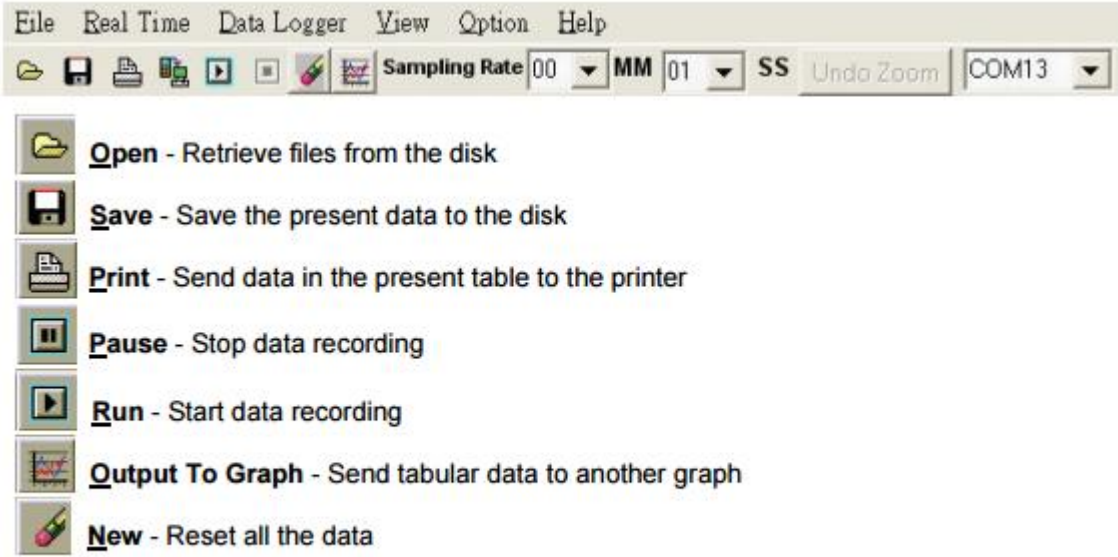 File Real Time Data Logger View Option Help
Sampling Rate 00 MM 01 SS Undo Zoom COM13
Open - Retrieve files from the disk
Save - Save the present data to the disk
Print - Send data in the present table to the printer
Pause - Stop data recording
Run - Start data recording
Output To Graph - Send tabular data to another graph
New - Reset all the data